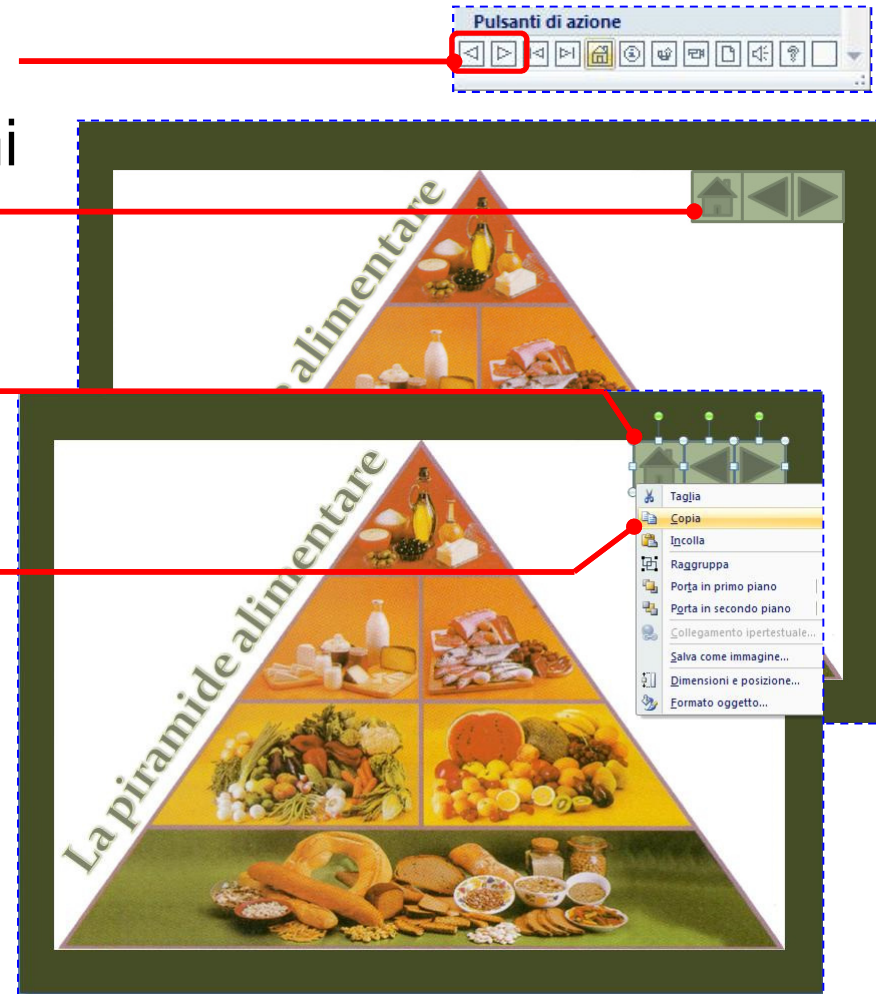 Pulsanti di azione
i
alimentare
La piramide alimentare
Taglia
Copia
Incolla
Raggruppa
Porta in primo piano
Porta in secondo piano
Collegamento ipertestuale...
Salva come immagine...
Dimensioni e posizione...
Formato oggetto...